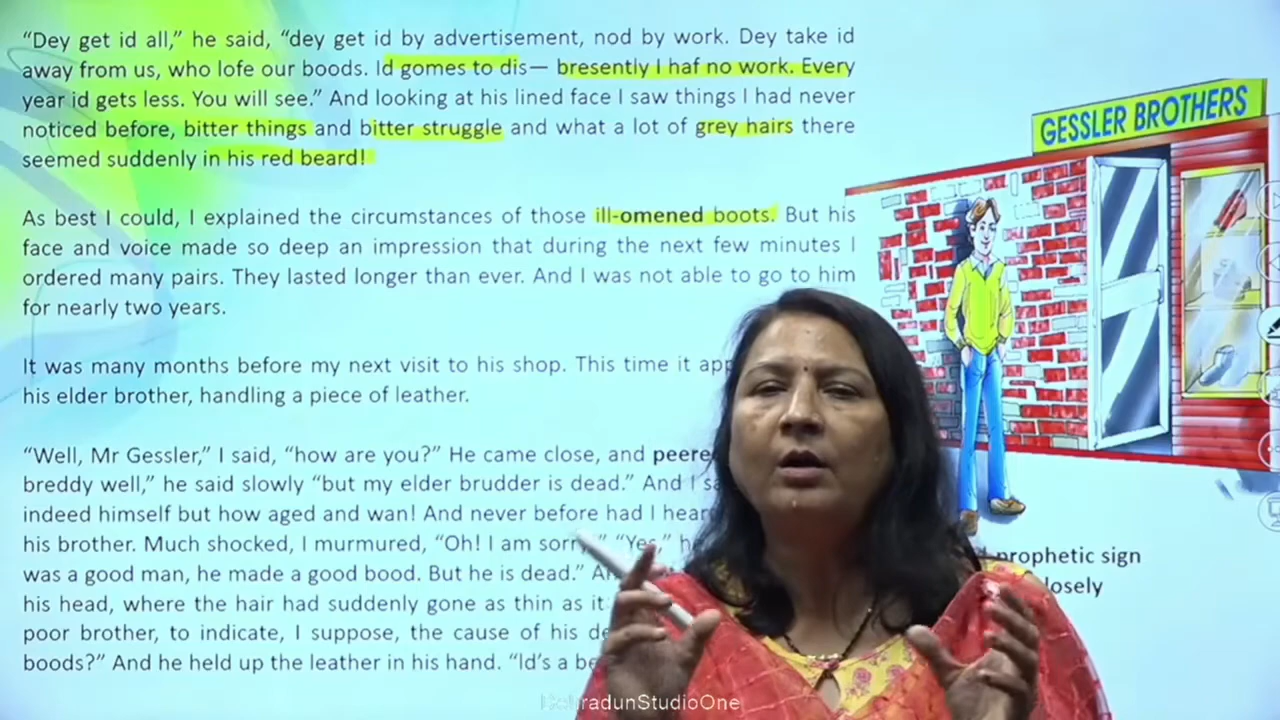 “Dey get id all,” he said, “dey get id by advertisement, nod by work. Dey take id
away from us, who lofe our boods. Id gomes to dis— bresently I haf no work. Every
year id gets less. You will see.” And looking at his lined face I saw things I had never
noticed before, bitter things and bitter struggle and what a lot of grey hairs there
seemed suddenly in his red beard!
As best I could, I explained the circumstances of those ill-omened boots. But his
face and voice made so deep an impression that during the next few minutes I
ordered many pairs. They lasted longer than ever. And I was not able to go to him
for nearly two years.
It was many months before my next visit to his shop. This time it app
his elder brother, handling a piece of leather.
“Well, Mr Gessler,” I said, “how are you?” He came close, and peere
breddy well,” he said slowly “but my elder brudder is dead.” And I sa
indeed himself but how aged and wan! And never before had I hear
his brother. Much shocked, I murmured, “Oh! I am sorry.” “Yes,” he
was a good man, he made a good bood. But he is dead.” An
his head, where the hair had suddenly gone as thin as it
poor brother, to indicate, I suppose, the cause of his de
boods?” And he held up the leather in his hand. “Id’s a be
GESSLER BROTHERS
prophetic sign
losely
DehradunStudioOne